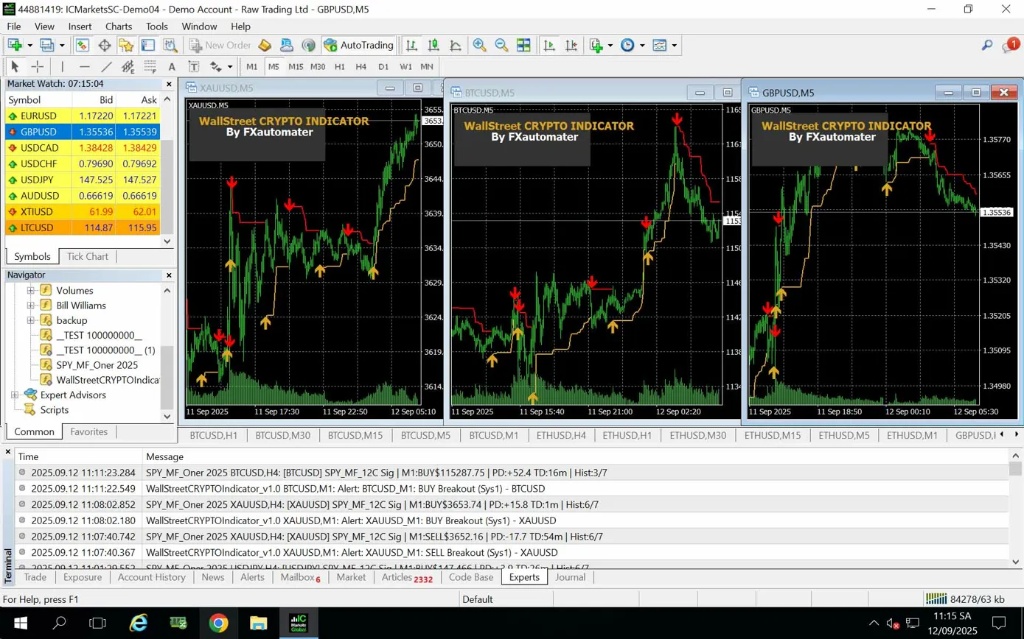 44881419: ICMarketsSC-Demo04 - Demo Account - Raw Trading Ltd - GBPUSD,M5
File View Insert Charts Tools Window Help
New Order AutoTrading 1
A T M1 M5 M15 M30 H1 H4 D1 W1 MN
Market Watch: 07:15:04
Symbol Bid Ask
EURUSD 1.17220 1.17221
GBPUSD 1.35536 1.35539
USDCAD 1.38428 1.38429
USDCHF 0.79690 0.79692
USDJPY 147.525 147.527
AUDUSD 0.66619 0.66619
XTIUSD 61.99 62.01
LTCUSD 114.87 115.95
Symbols Tick Chart
Navigator
Volumes
Bill Williams
backup
__TEST 100000000__
__TEST 100000000__ (1)
SPY_MF_Oner 2025
WallStreetCRYPTOIndica
Expert Advisors
Scripts
Common Favorites
XAUUSD,M5
XAUUSD,M5
WallStreet CRYPTO INDICATOR
By FXautomater
3655.
3653.
3650.
3644.
3639.
3634.
3629.
3624.
3619.
3614.
11 Sep 2025 11 Sep 17:30 11 Sep 22:50 12 Sep 05:10
BTCUSD,M5
BTCUSD,M5
WallStreet CRYPTO INDICATOR
By FXautomater
1165
1161
1156
1153
1150
1146
1142
1138
1134
11 Sep 2025 11 Sep 15:40 11 Sep 21:00 12 Sep 02:20
GBPUSD,M5
GBPUSD,M5
WallStreet CRYPTO INDICATOR
By FXautomater
1.35770
1.35655
1.35536
1.35430
1.35320
1.35205
1.35095
1.34980
11 Sep 2025 11 Sep 18:50 12 Sep 00:10 12 Sep 05:30
BTCUSD,H1 BTCUSD,M30 BTCUSD,M15 BTCUSD,M5 BTCUSD,M1 ETHUSD,H4 ETHUSD,H1 ETHUSD,M30 ETHUSD,M15 ETHUSD,M5 ETHUSD,M1 GBPUSD,
Time Message
2025.09.12 11:11:23.284 SPY_MF_Oner 2025 BTCUSD,H4: [BTCUSD] SPY_MF_12C Sig | M1:BUY$115287.75 | PD:+52.4 TD:16m | Hist:3/7
2025.09.12 11:11:22.549 WallStreetCRYPTOIndicator_v1.0 BTCUSD,M1: Alert: BTCUSD_M1: BUY Breakout (Sys1) - BTCUSD
2025.09.12 11:08:02.852 SPY_MF_Oner 2025 XAUUSD,H4: [XAUUSD] SPY_MF_12C Sig | M1:BUY$3653.74 | PD:+15.8 TD:1m | Hist:6/7
2025.09.12 11:08:02.180 WallStreetCRYPTOIndicator_v1.0 XAUUSD,M1: Alert: XAUUSD_M1: BUY Breakout (Sys1) - XAUUSD
2025.09.12 11:07:40.742 SPY_MF_Oner 2025 XAUUSD,H4: [XAUUSD] SPY_MF_12C Sig | M1:SELL$3652.16 | PD:-17.7 TD:54m | Hist:6/7
2025.09.12 11:07:40.367 WallStreetCRYPTOIndicator_v1.0 XAUUSD,M1: Alert: XAUUSD_M1: SELL Breakout (Sys1) - XAUUSD
Terminal
Trade Exposure Account History News Alerts Mailbox 6 Market Articles 2332 Code Base Experts Journal
For Help, press F1 Default 84278/63 kb
11:15 SA
12/09/2025